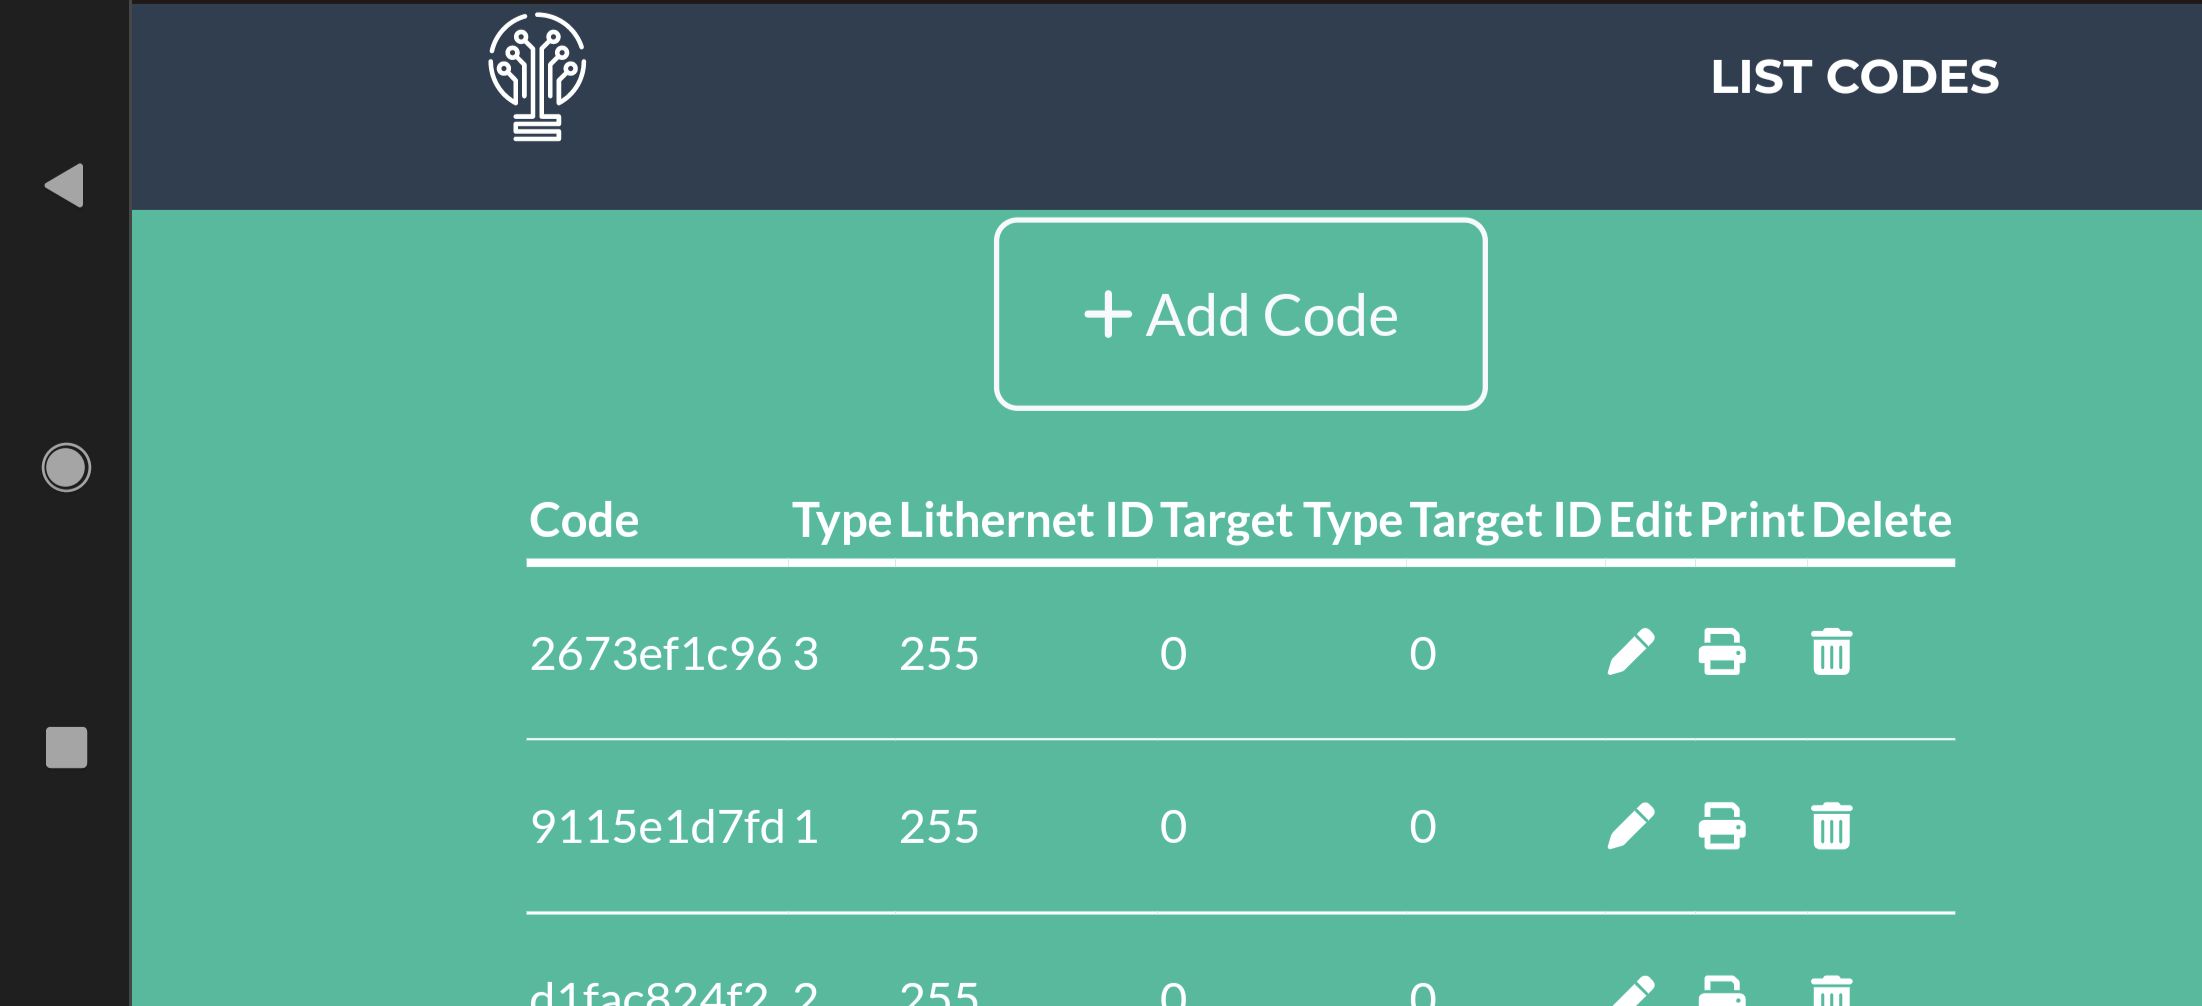 LIST CODES
+ Add Code
Code Type Lithernet ID Target Type Target ID Edit Print Delete
2673ef1c96 3 255 0 0
9115e1d7fd 1 255 0 0
d1fac824f2 2 255 0 0